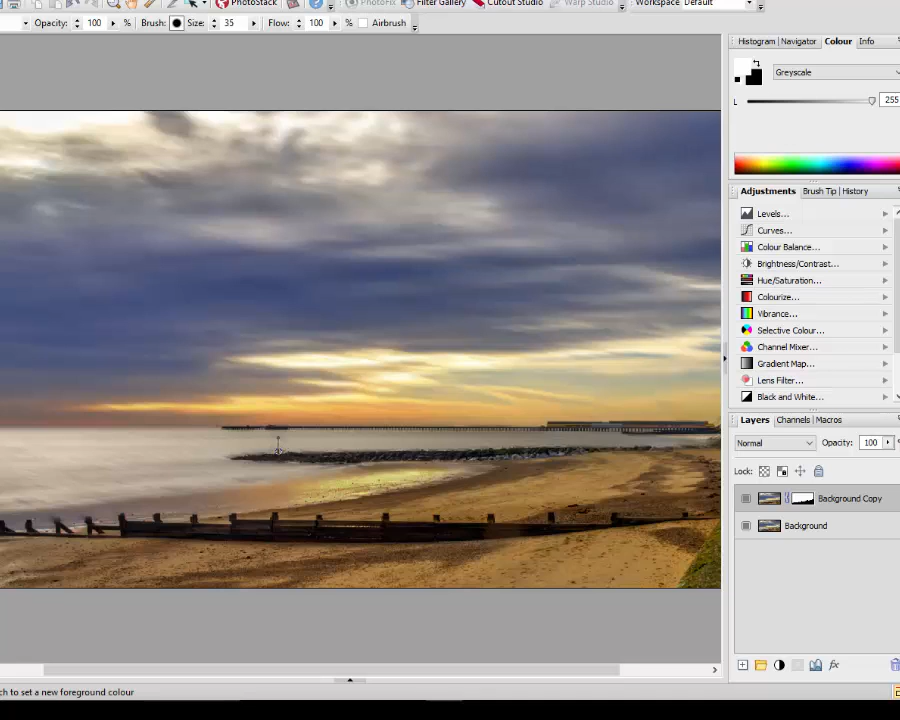 PhotoStack PhotoFix Filter Gallery Cutout Studio Warp Studio Workspace Default
Opacity: 100 % Brush: Size: 35 Flow: 100 % Airbrush
Histogram Navigator Colour Info
Greyscale
L 255
Adjustments Brush Tip History
Levels...
Curves...
Colour Balance...
Brightness/Contrast...
Hue/Saturation...
Colourize...
Vibrance...
Selective Colour...
Channel Mixer...
Gradient Map...
Lens Filter...
Black and White...
Layers Channels Macros
Normal Opacity: 100
Lock:
Background Copy
Background
fx
ch to set a new foreground colour